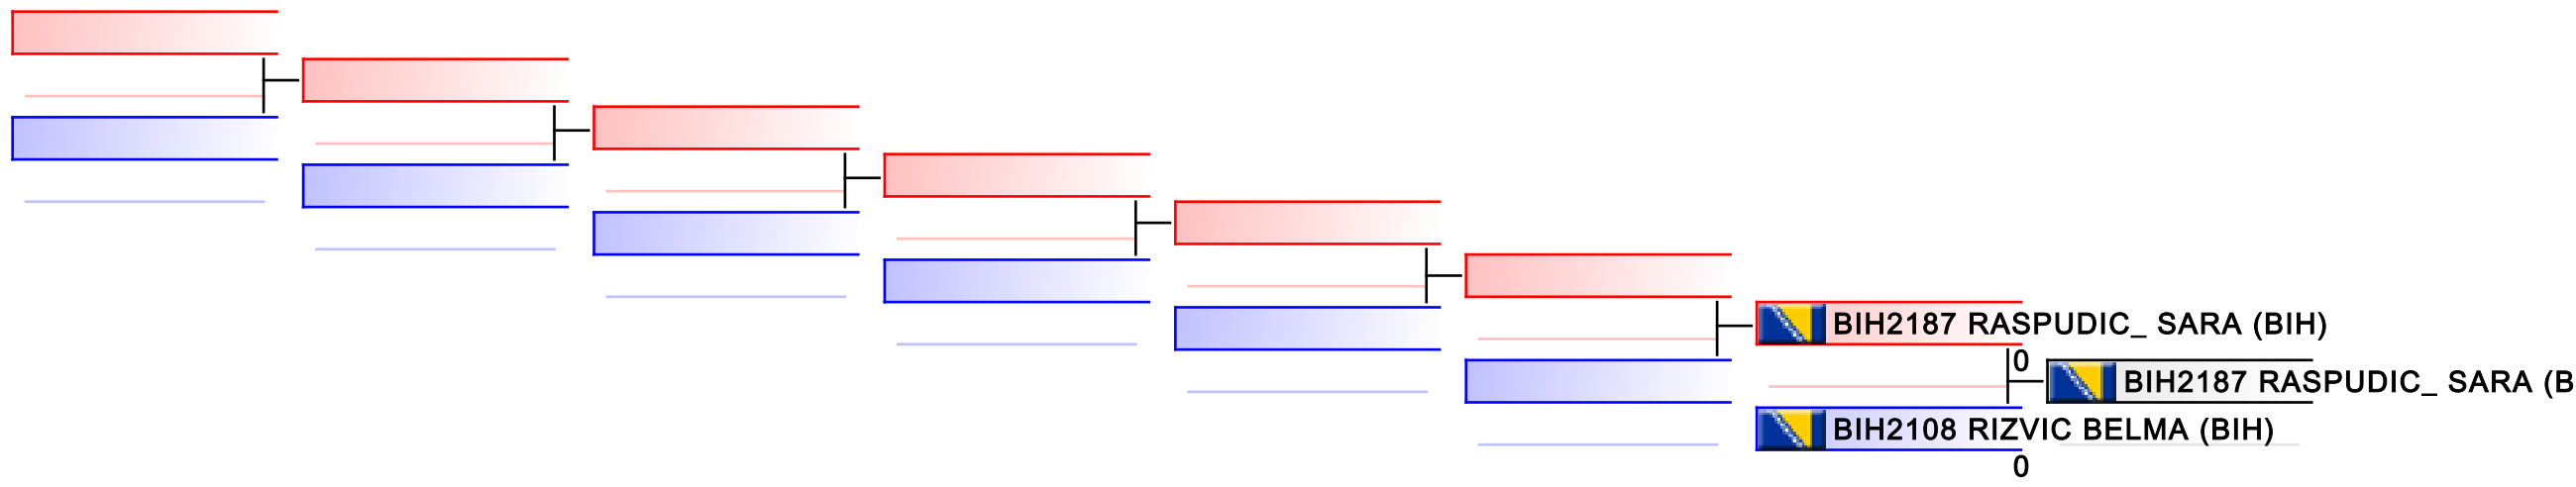 BIH2187 RASPUDIC_ SARA (BIH)
0
BIH2187 RASPUDIC_ SARA (B
BIH2108 RIZVIC BELMA (BIH)
0